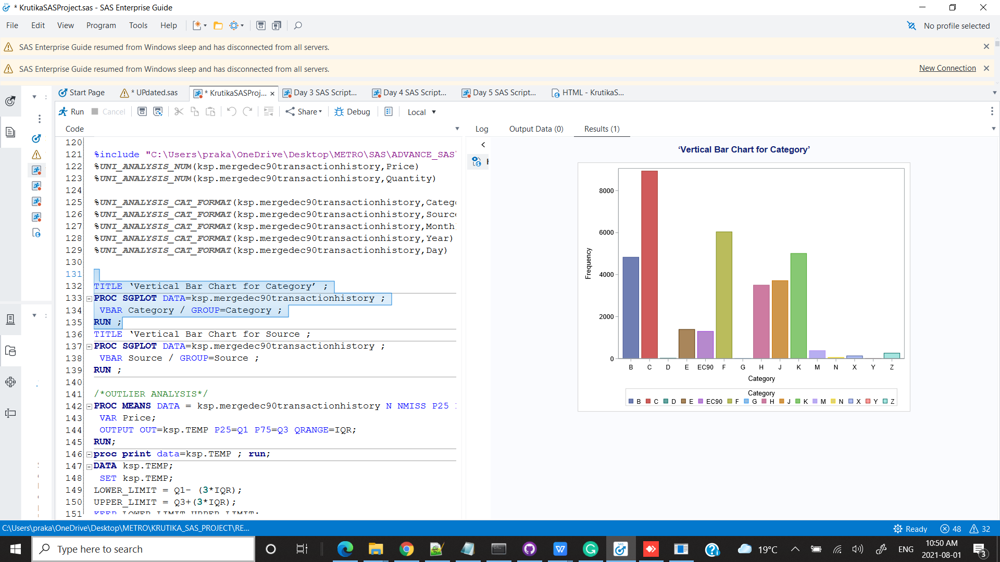 * KrutikaSASProject.sas - SAS Enterprise Guide
File Edit View Program Tools Help
No profile selected
SAS Enterprise Guide resumed from Windows sleep and has disconnected from all servers.
SAS Enterprise Guide resumed from Windows sleep and has disconnected from all servers.
New Connection
Start Page * UPdated.sas * KrutikaSASProj... Day 3 SAS Script... Day 4 SAS Script... Day 5 SAS Script... HTML - KrutikaS...
Run Cancel Share Debug Local
Code
Log Output Data (0) Results (1)
120
121 %include "C:\Users\praka\OneDrive\Desktop\METRO\SAS\ADVANCE_SAS\
122 %UNI_ANALYSIS_NUM(ksp.mergedec90transactionhistory,Price)
123 %UNI_ANALYSIS_NUM(ksp.mergedec90transactionhistory,Quantity)
124
125 %UNI_ANALYSIS_CAT_FORMAT(ksp.mergedec90transactionhistory,Catego
126 %UNI_ANALYSIS_CAT_FORMAT(ksp.mergedec90transactionhistory,Source
127 %UNI_ANALYSIS_CAT_FORMAT(ksp.mergedec90transactionhistory,Month)
128 %UNI_ANALYSIS_CAT_FORMAT(ksp.mergedec90transactionhistory,Year)
129 %UNI_ANALYSIS_CAT_FORMAT(ksp.mergedec90transactionhistory,Day)
130
131
132 TITLE ‘Vertical Bar Chart for Category’ ;
133 PROC SGPLOT DATA=ksp.mergedec90transactionhistory ;
134 VBAR Category / GROUP=Category ;
135 RUN ;
136 TITLE ‘Vertical Bar Chart for Source ;
137 PROC SGPLOT DATA=ksp.mergedec90transactionhistory ;
138 VBAR Source / GROUP=Source ;
139 RUN ;
140
141 /*OUTLIER ANALYSIS*/
142 PROC MEANS DATA = ksp.mergedec90transactionhistory N NMISS P25
143 VAR Price;
144 OUTPUT OUT=ksp.TEMP P25=Q1 P75=Q3 QRANGE=IQR;
145 RUN;
146 proc print data=ksp.TEMP ; run;
147 DATA ksp.TEMP;
148 SET ksp.TEMP;
149 LOWER_LIMIT = Q1- (3*IQR);
150 UPPER_LIMIT = Q3+(3*IQR);
151 KEEP LOWER_LIMIT UPPER_LIMIT;
‘Vertical Bar Chart for Category’
Frequency
8000
6000
4000
2000
0
B C D E EC90 F G H J K M N X Y Z
Category
Category
B C D E EC90 F G H J K M N X Y Z
C:\Users\praka\OneDrive\Desktop\METRO\KRUTIKA_SAS_PROJECT\RE...
Ready 48 32
Type here to search
19°C
ENG
10:50 AM
2021-08-01
3